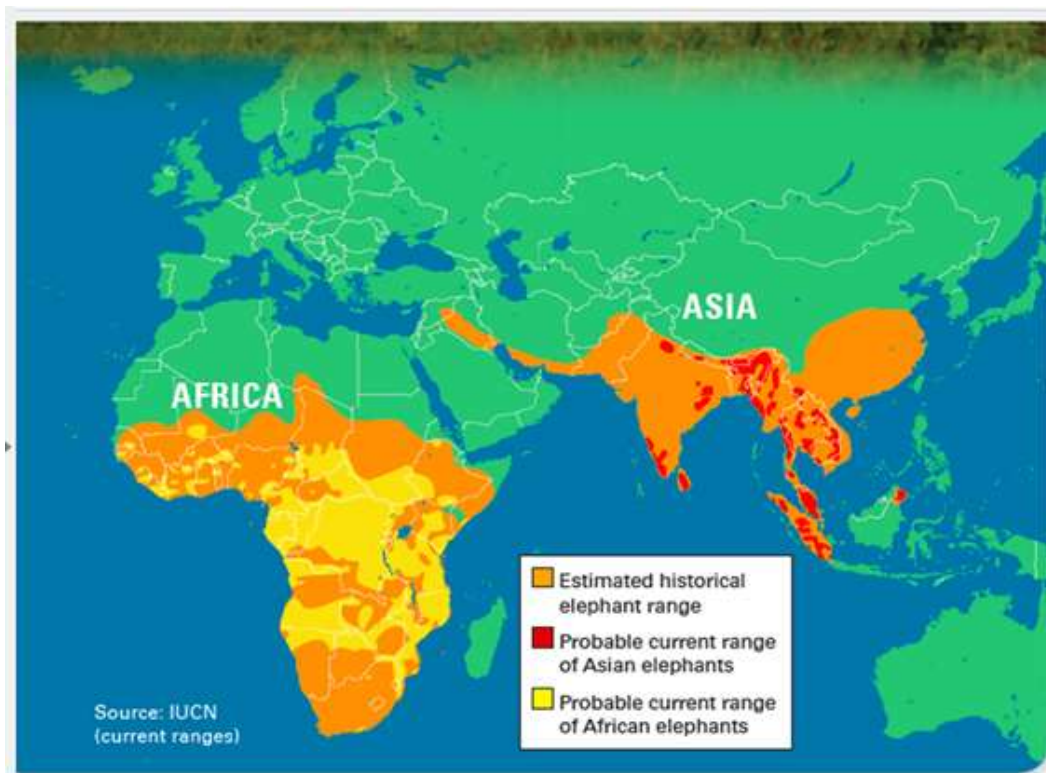 ASIA
AFRICA
Estimated historical
elephant range
Probable current range
of Asian elephants
Probable current range
of African elephants
Source: IUCN
(current ranges)